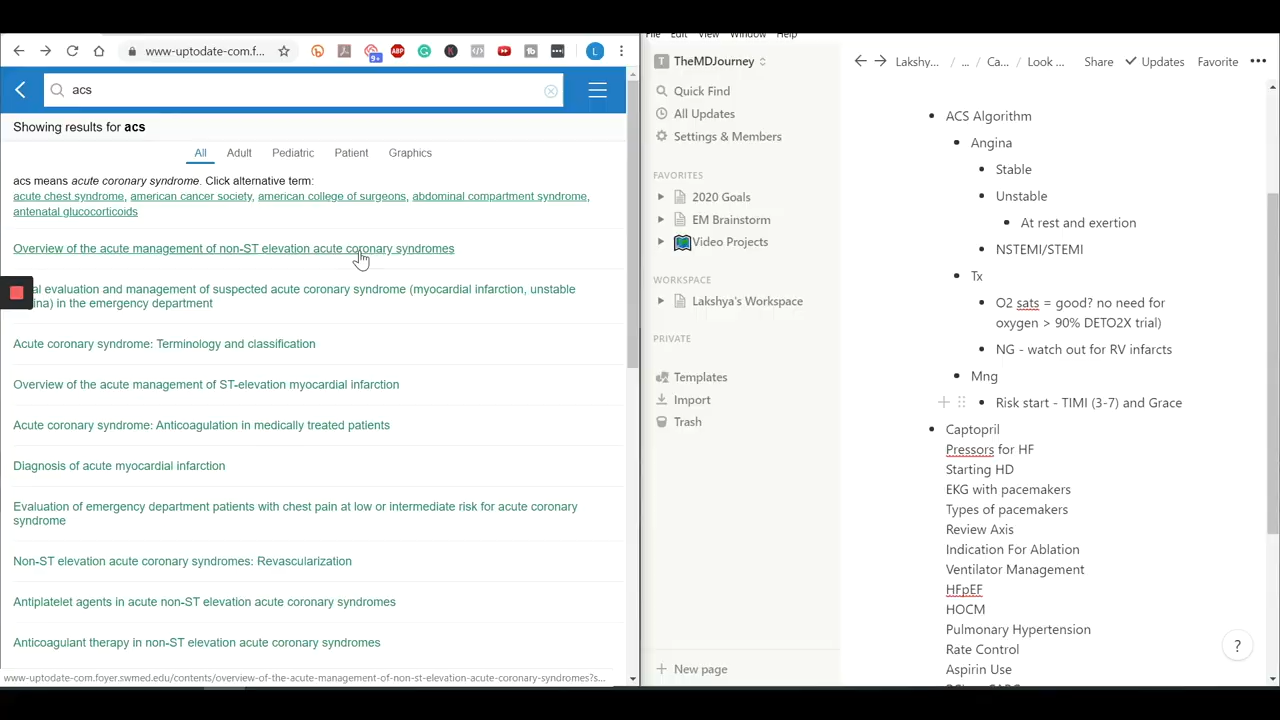 File Edit View Window Help
www-uptodate-com.f...
9+
L
TheMDJourney
Lakshy... / ... / Ca... / Look ... Share Updates Favorite
acs
Showing results for acs
All Adult Pediatric Patient Graphics
acs means acute coronary syndrome. Click alternative term:
acute chest syndrome, american cancer society, american college of surgeons, abdominal compartment syndrome,
antenatal glucocorticoids
Overview of the acute management of non-ST elevation acute coronary syndromes
evaluation and management of suspected acute coronary syndrome (myocardial infarction, unstable
in the emergency department
Acute coronary syndrome: Terminology and classification
Overview of the acute management of ST-elevation myocardial infarction
Acute coronary syndrome: Anticoagulation in medically treated patients
Diagnosis of acute myocardial infarction
Evaluation of emergency department patients with chest pain at low or intermediate risk for acute coronary
syndrome
Non-ST elevation acute coronary syndromes: Revascularization
Antiplatelet agents in acute non-ST elevation acute coronary syndromes
Anticoagulant therapy in non-ST elevation acute coronary syndromes
www-uptodate-com.foyer.swmed.edu/contents/overview-of-the-acute-management-of-non-st-elevation-acute-coronary-syndromes?s...
T
Quick Find
All Updates
Settings & Members
FAVORITES
2020 Goals
EM Brainstorm
Video Projects
WORKSPACE
Lakshya's Workspace
PRIVATE
Templates
Import
Trash
New page
ACS Algorithm
Angina
Stable
Unstable
At rest and exertion
NSTEMI/STEMI
Tx
O2 sats = good? no need for
oxygen > 90% DETO2X trial)
NG - watch out for RV infarcts
Mng
Risk start - TIMI (3-7) and Grace
Captopril
Pressors for HF
Starting HD
EKG with pacemakers
Types of pacemakers
Review Axis
Indication For Ablation
Ventilator Management
HFpEF
HOCM
Pulmonary Hypertension
Rate Control
Aspirin Use
?